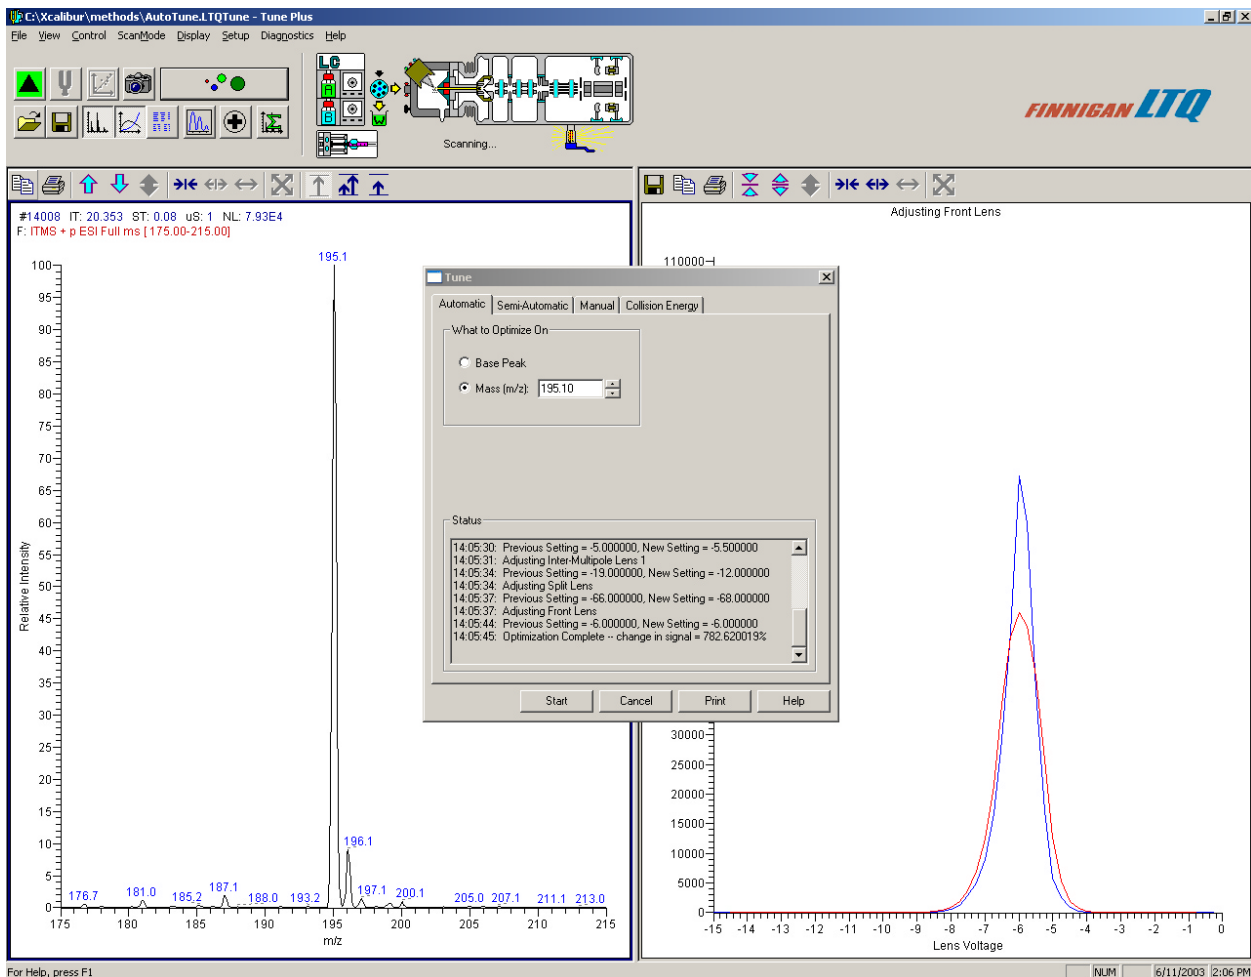 C:\Xcalibur\methods\AutoTune.LTQTune - Tune Plus
File View Control ScanMode Display Setup Diagnostics Help
LC
A
B
Scanning...
FINNIGAN LTQ
#14008 IT: 20.353 ST: 0.08 uS: 1 NL: 7.93E4
F: ITMS + p ESI Full ms [ 175.00-215.00]
195.1
100
95
90
85
80
75
70
65
60
55
50
45
40
35
30
25
20
15
10
5
0
Relative Intensity
176.7
181.0
185.2
187.1
188.0
193.2
196.1
197.1
200.1
205.0
207.1
211.1
213.0
175 180 185 190 195 200 205 210 215
m/z
Tune
Automatic Semi-Automatic Manual Collision Energy
What to Optimize On
Base Peak
Mass (m/z): 195.10
Status
14:05:30: Previous Setting = -5.000000, New Setting = -5.500000
14:05:31: Adjusting Inter-Multipole Lens 1
14:05:34: Previous Setting = -19.000000, New Setting = -12.000000
14:05:34: Adjusting Split Lens
14:05:37: Previous Setting = -66.000000, New Setting = -68.000000
14:05:37: Adjusting Front Lens
14:05:44: Previous Setting = -6.000000, New Setting = -6.000000
14:05:45: Optimization Complete -- change in signal = 782.620019%
Start Cancel Print Help
Adjusting Front Lens
110000
30000
25000
20000
15000
10000
5000
0
-15 -14 -13 -12 -11 -10 -9 -8 -7 -6 -5 -4 -3 -2 -1 0
Lens Voltage
For Help, press F1
NUM 6/11/2003 2:06 PM